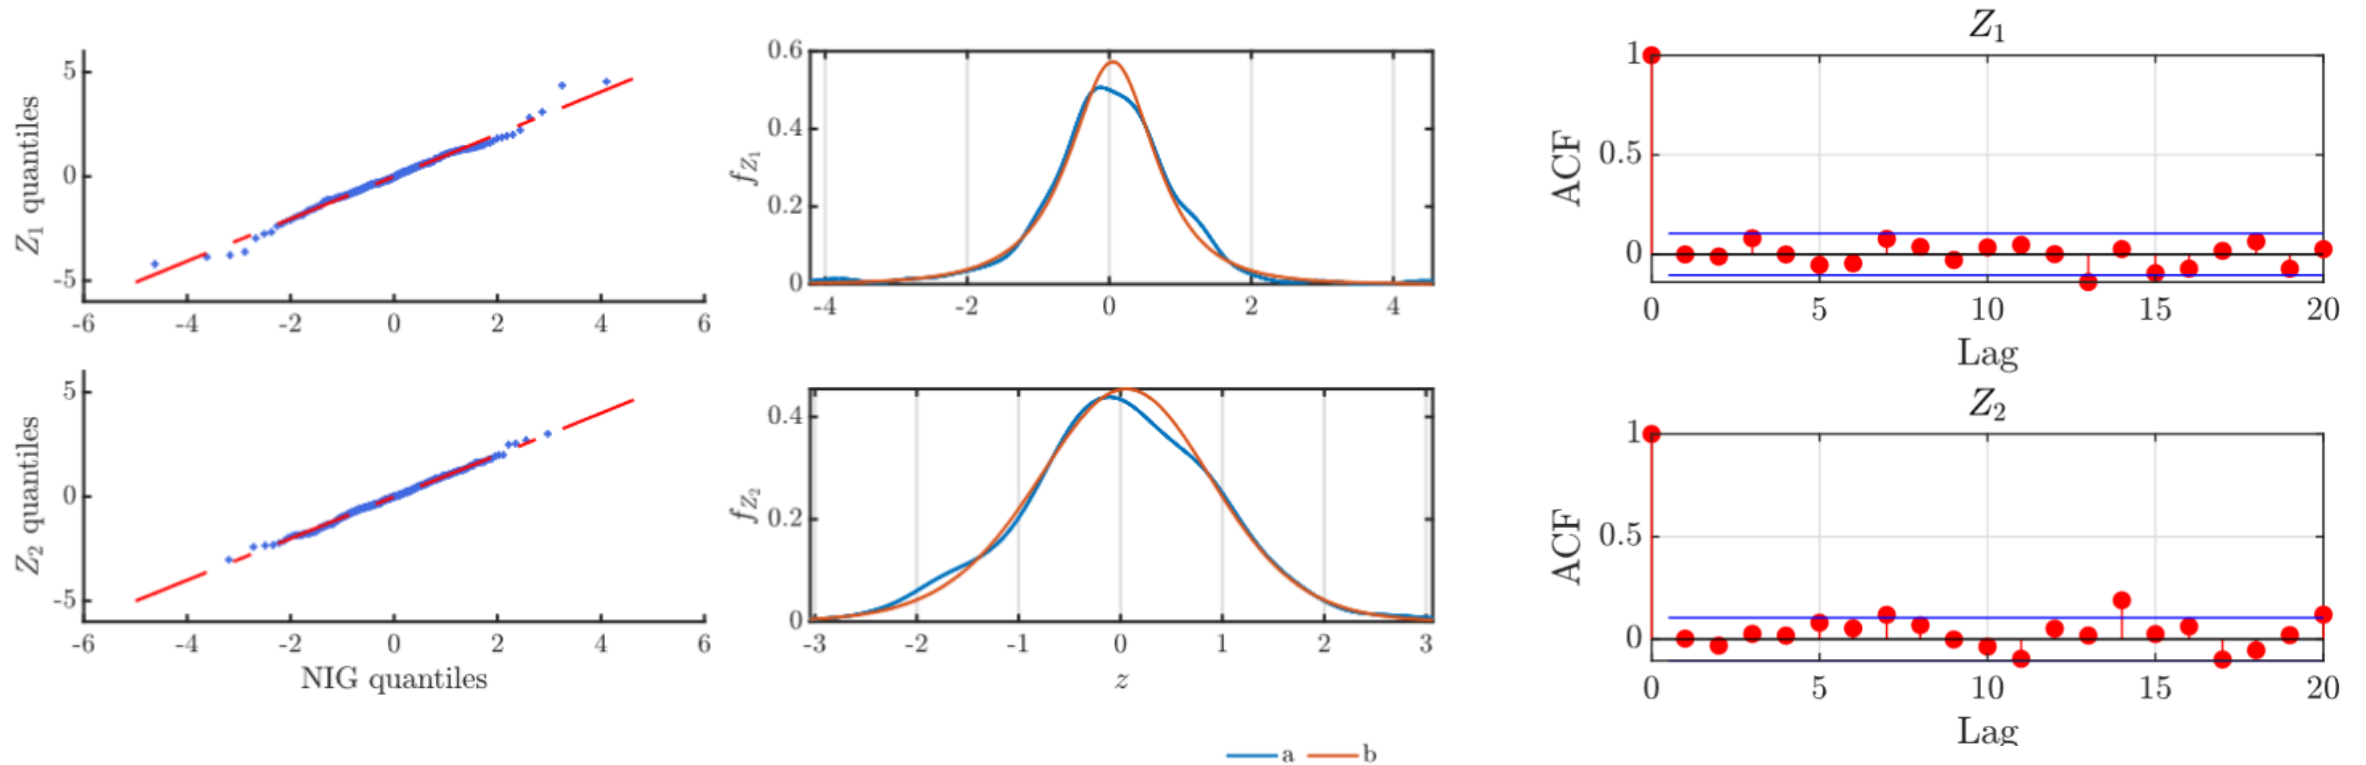 Z1 quantiles
5
0
-5
-6 -4 -2 0 2 4 6
fZ1
0.6
0.4
0.2
0
-4 -2 0 2 4
Z1
ACF
1
0.5
0
0 5 10 15 20
Lag
Z2 quantiles
5
0
-5
-6 -4 -2 0 2 4 6
NIG quantiles
fZ2
0.4
0.2
0
-3 -2 -1 0 1 2 3
z
Z2
ACF
1
0.5
0
0 5 10 15 20
Lag
a b